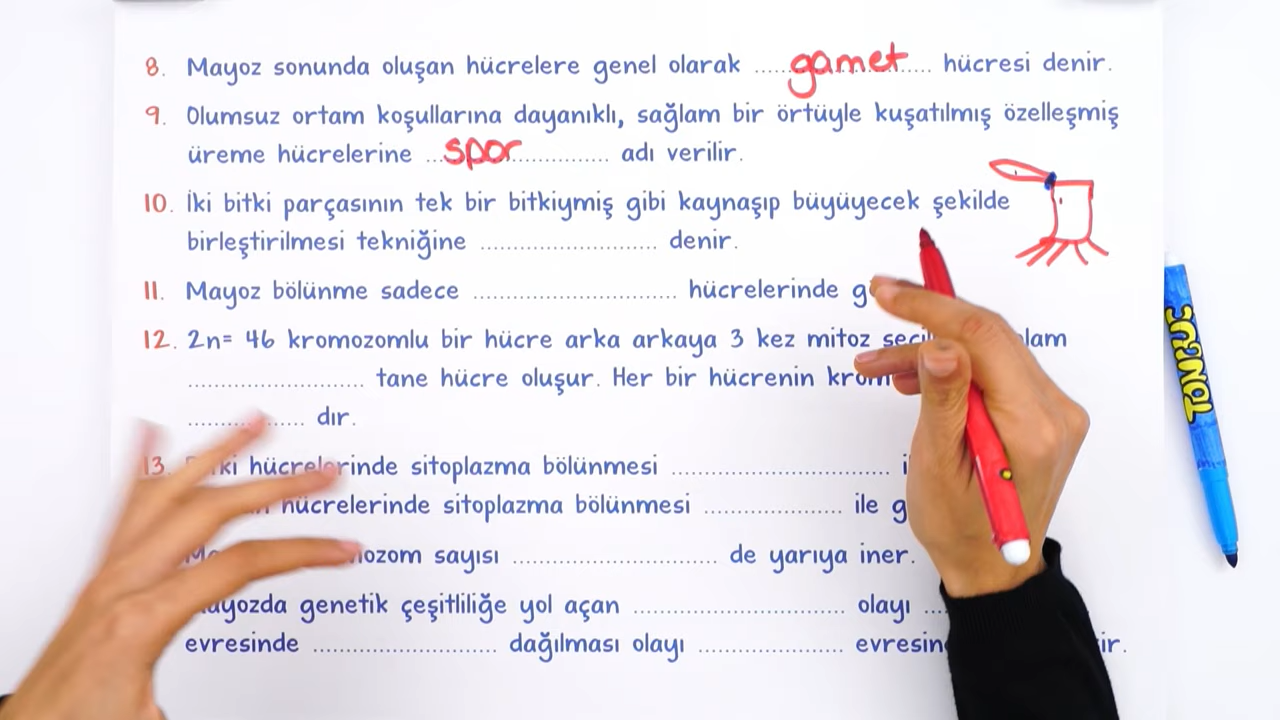 8. Mayoz sonunda oluşan hücrelere genel olarak ....gamet.... hücresi denir.
9. Olumsuz ortam koşullarına dayanıklı, sağlam bir örtüyle kuşatılmış özelleşmiş
üreme hücrelerine ...spor............ adı verilir.
10. İki bitki parçasının tek bir bitkiymiş gibi kaynaşıp büyüyecek şekilde
birleştirilmesi tekniğine .......................... denir.
11. Mayoz bölünme sadece .............................. hücrelerinde
12. 2n= 46 kromozomlu bir hücre arka arkaya 3 kez mitoz
.......................... tane hücre oluşur. Her bir hücrenin
................. dır.
13. hücrelerinde sitoplazma bölünmesi ................................
hücrelerinde sitoplazma bölünmesi .................... ile
sayısı .............................. de yarıya iner.
genetik çeşitliliğe yol açan ............................... olayı ...
evresinde ........................... dağılması olayı .....................
TONGUÇ